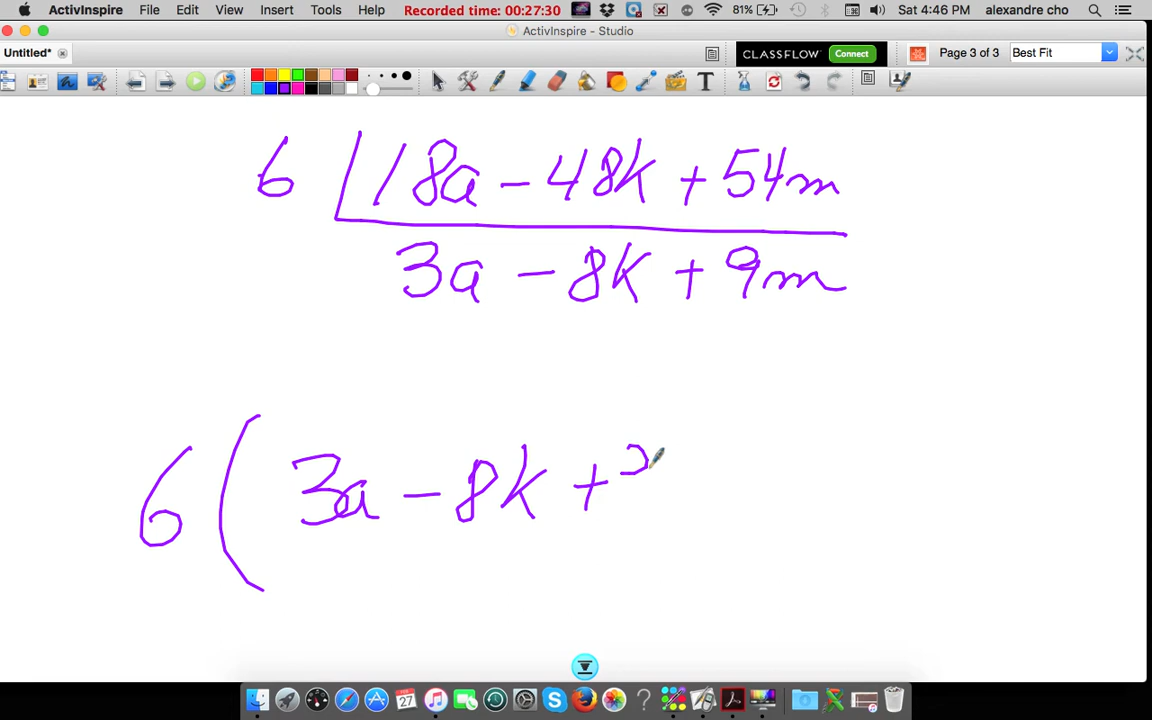 ActivInspire File Edit View Insert Tools Recorded time: 00:27:30 81% Sat 4:46 PM alexandre cho
ActivInspire - Studio
Untitled* CLASSFLOW Connect Page 3 of 3 Best Fit
T
6 18a - 48k + 54m
3a - 8k + 9m
6 ( 3a - 8k +
FEB
27